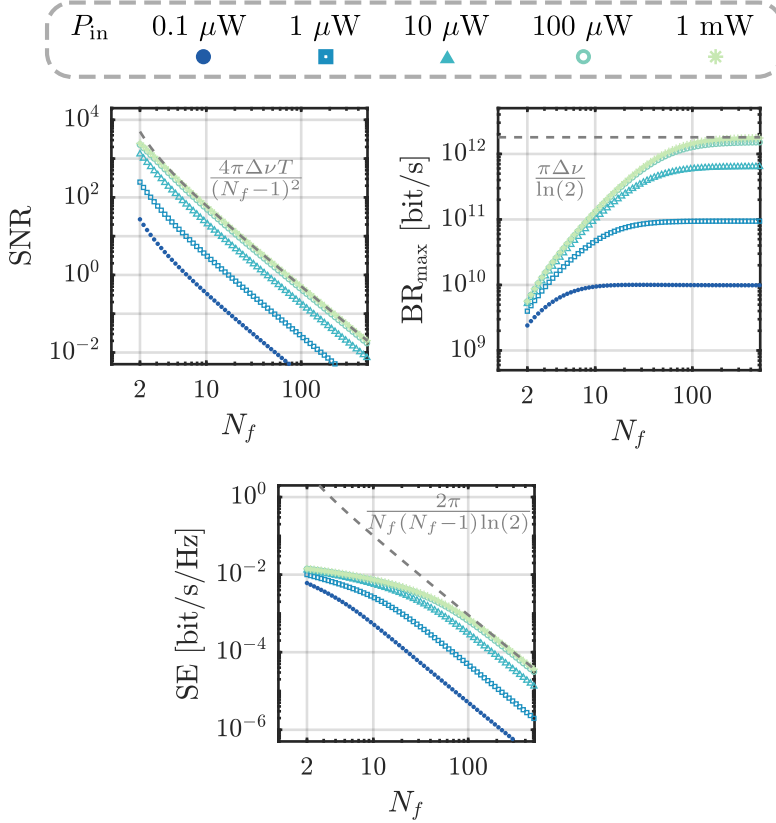 P_in 0.1 μW 1 μW 10 μW 100 μW 1 mW
SNR
10^4
10^2
10^0
10^-2
4πΔνT
(N_f−1)^2
2 10 100
N_f
BR_max [bit/s]
10^12
10^11
10^10
10^9
πΔν
ln(2)
2 10 100
N_f
SE [bit/s/Hz]
10^0
10^-2
10^-4
10^-6
2π
N_f(N_f−1)ln(2)
2 10 100
N_f